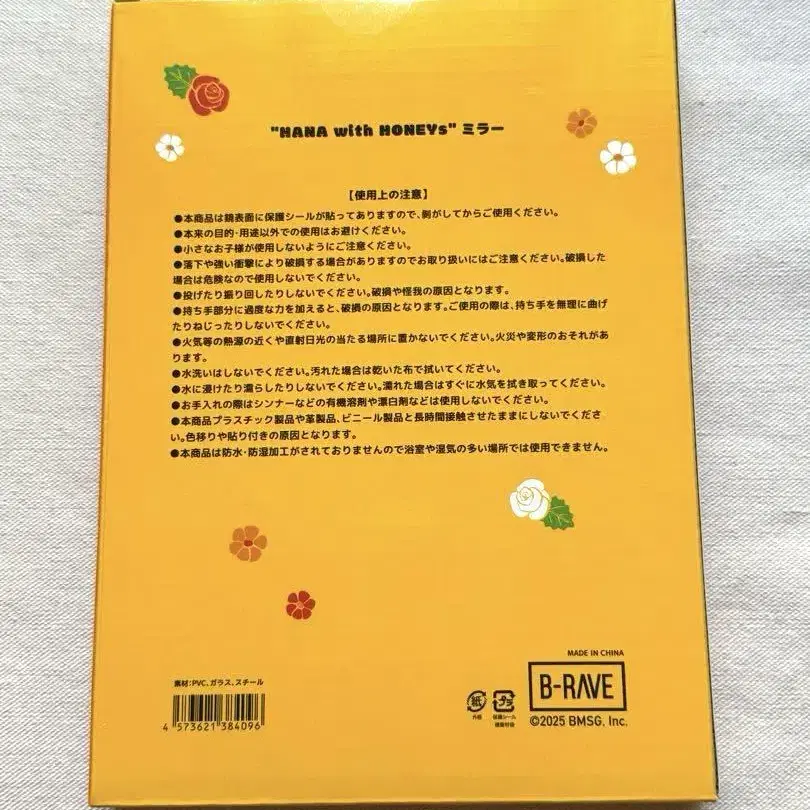 "HANA with HONEYs" ミラー
【使用上の注意】
●本商品は鏡表面に保護シールが貼ってありますので、剝がしてからご使用ください。
●本来の目的・用途以外での使用はお避けください。
●小さなお子様が使用しないようにご注意ください。
●落下や強い衝撃により破損する場合がありますのでお取り扱いにはご注意ください。破損した
場合は危険なので使用しないでください。
●投げたり振り回したりしないでください。破損や怪我の原因となります。
●持ち手部分に過度な力を加えると、破損の原因となります。ご使用の際は、持ち手を無理に曲げ
たりねじったりしないでください。
●火気等の熱源の近くや直射日光の当たる場所に置かないでください。火災や変形のおそれがあ
ります。
●水洗いはしないでください。汚れた場合は乾いた布で拭いてください。
●水に浸けたり濡らしたりしないでください。濡れた場合はすぐに水気を拭き取ってください。
●お手入れの際はシンナーなどの有機溶剤や漂白剤などは使用しないでください。
●本商品プラスチック製品や革製品、ビニール製品と長時間接触させたままにしないでくださ
い。色移りや貼り付きの原因となります。
●本商品は防水・防湿加工がされておりませんので浴室や湿気の多い場所では使用できません。
MADE IN CHINA
素材:PVC、ガラス、スチール
B-RAVE
紙
プラ
外箱
保護シール
4 573621 384096
©2025 BMSG, Inc.